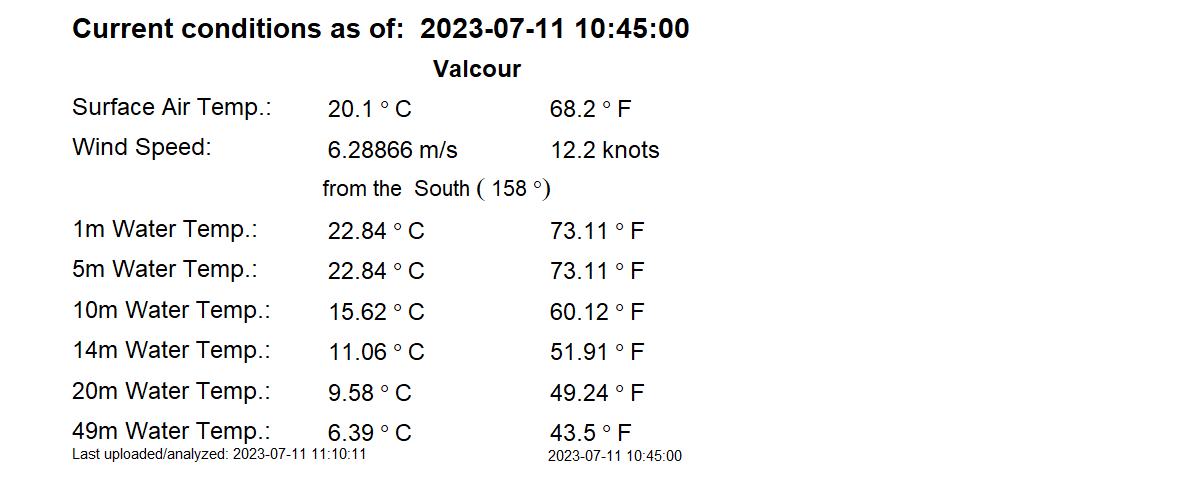 Current conditions as of:  2023-07-11 10:45:00
Valcour
Surface Air Temp.: 20.1 ° C 68.2 ° F
Wind Speed: 6.28866 m/s 12.2 knots
from the  South ( 158 °)
1m Water Temp.: 22.84 ° C 73.11 ° F
5m Water Temp.: 22.84 ° C 73.11 ° F
10m Water Temp.: 15.62 ° C 60.12 ° F
14m Water Temp.: 11.06 ° C 51.91 ° F
20m Water Temp.: 9.58 ° C 49.24 ° F
49m Water Temp.: 6.39 ° C 43.5 ° F
Last uploaded/analyzed: 2023-07-11 11:10:11 2023-07-11 10:45:00